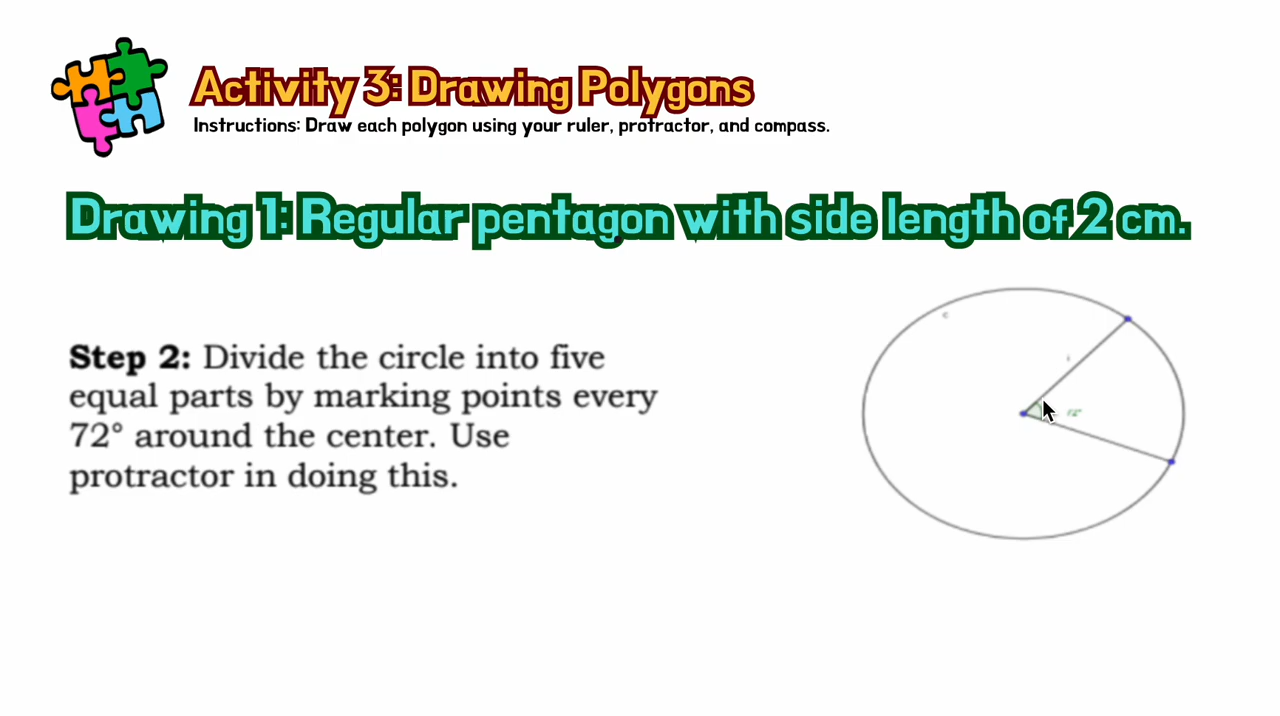 Activity 3: Drawing Polygons
Instructions: Draw each polygon using your ruler, protractor, and compass.
Drawing 1: Regular pentagon with side length of 2 cm.
Step 2: Divide the circle into five
equal parts by marking points every
72° around the center. Use
protractor in doing this.
c